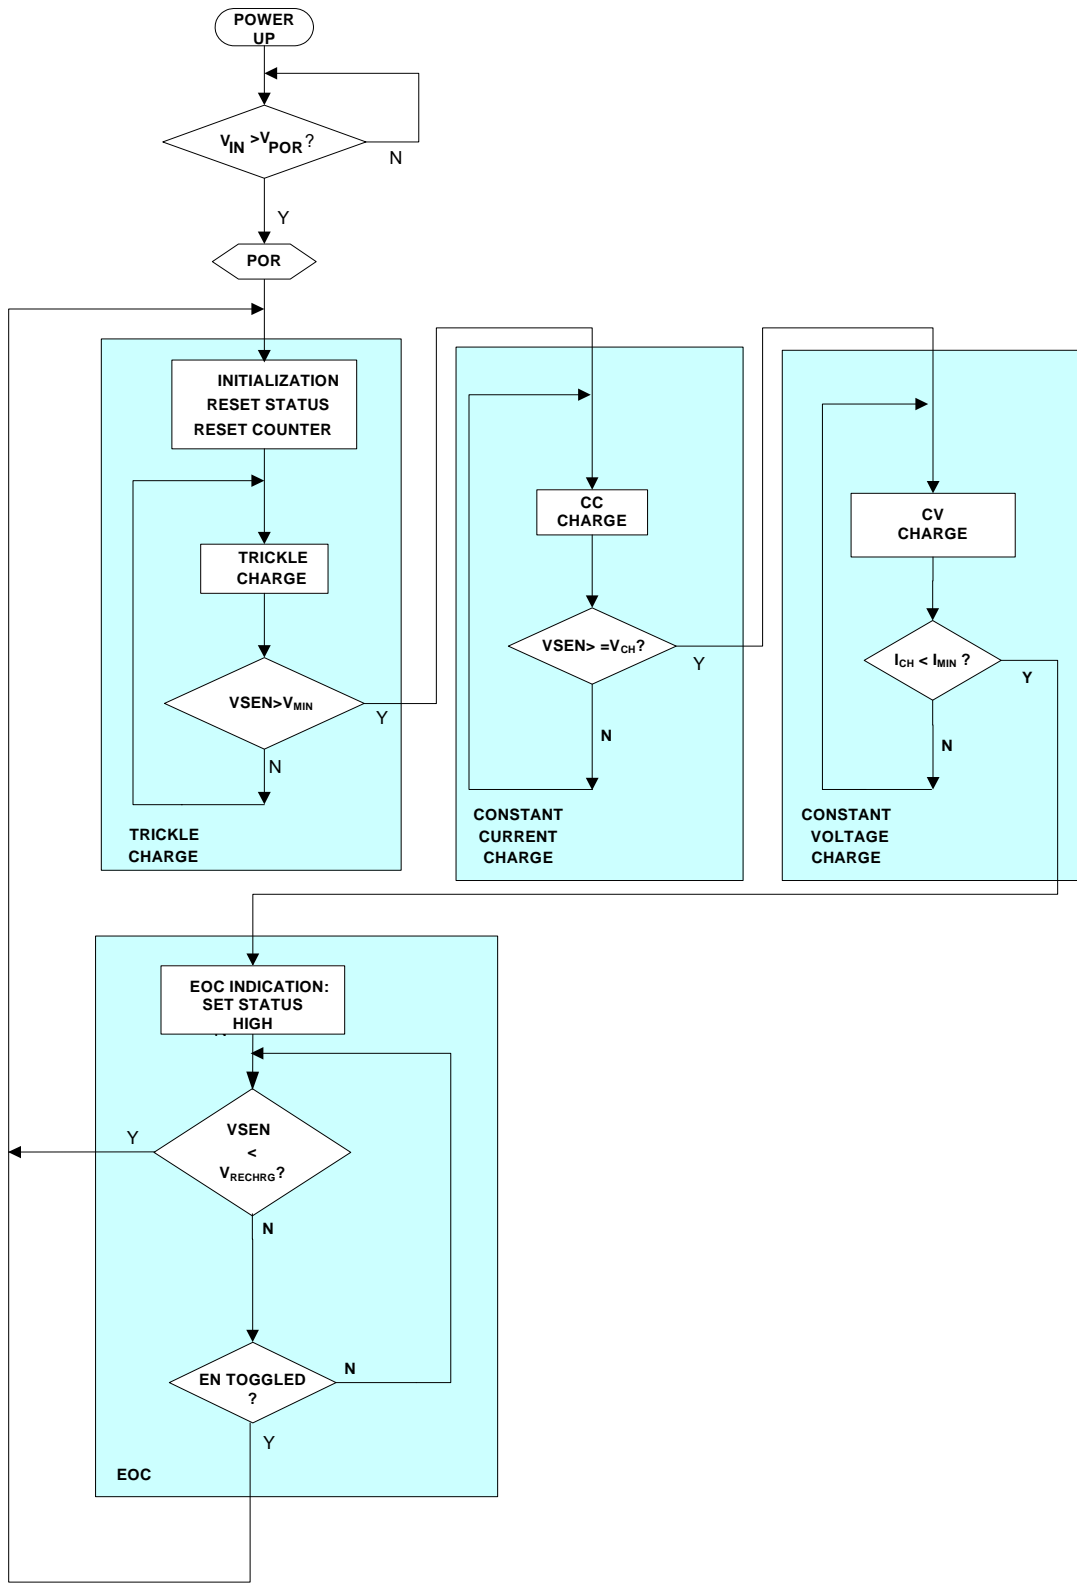 POWER
UP
VIN >VPOR ?
N
Y
POR
INITIALIZATION
RESET STATUS
RESET COUNTER
TRICKLE
CHARGE
VSEN>VMIN
Y
N
TRICKLE
CHARGE
CC
CHARGE
VSEN> =VCH?
Y
N
CONSTANT
CURRENT
CHARGE
CV
CHARGE
ICH < IMIN ?
Y
N
CONSTANT
VOLTAGE
CHARGE
EOC INDICATION:
SET STATUS
HIGH
VSEN
<
VRECHRG?
Y
N
EN TOGGLED
?
N
Y
EOC